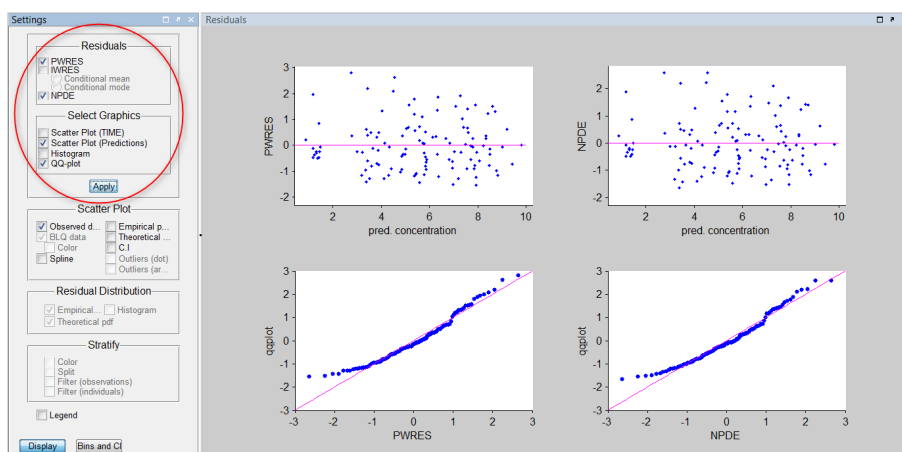 Settings
Residuals
PWRES
IWRES
Conditional mean
Conditional mode
NPDE
Select Graphics
Scatter Plot (TIME)
Scatter Plot (Predictions)
Histogram
QQ-plot
Apply
Scatter Plot
Observed d... Empirical p...
BLQ data Theoretical ...
Color C.I
Spline Outliers (dot)
Outliers (ar...
Residual Distribution
Empirical... Histogram
Theoretical pdf
Stratify
Color
Split
Filter (observations)
Filter (individuals)
Legend
Display Bins and CI
Residuals
PWRES
3
2
1
0
-1
-2
2 4 6 8 10
pred. concentration
NPDE
2
1
0
-1
-2
2 4 6 8 10
pred. concentration
qqplot
3
2
1
0
-1
-2
-3
-3 -2 -1 0 1 2 3
PWRES
qqplot
3
2
1
0
-1
-2
-3
-3 -2 -1 0 1 2 3
NPDE